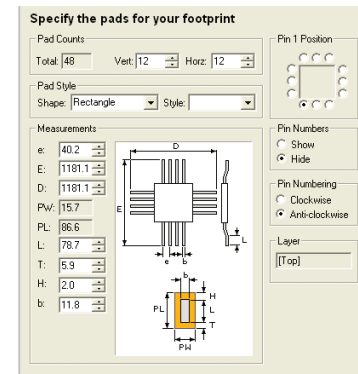 Specify the pads for your footprint
Pad Counts
Total: 48 Vert: 12 Horz: 12
Pad Style
Shape: Rectangle Style:
Measurements
e: 40.2
E: 1181.1
D: 1181.1
PW: 15.7
PL: 86.6
L: 78.7
T: 5.9
H: 2.0
b: 11.8
D
E
L
e b
b
H
PL L
T
PW
Pin 1 Position
Pin Numbers
Show
Hide
Pin Numbering
Clockwise
Anti-clockwise
Layer
[Top]